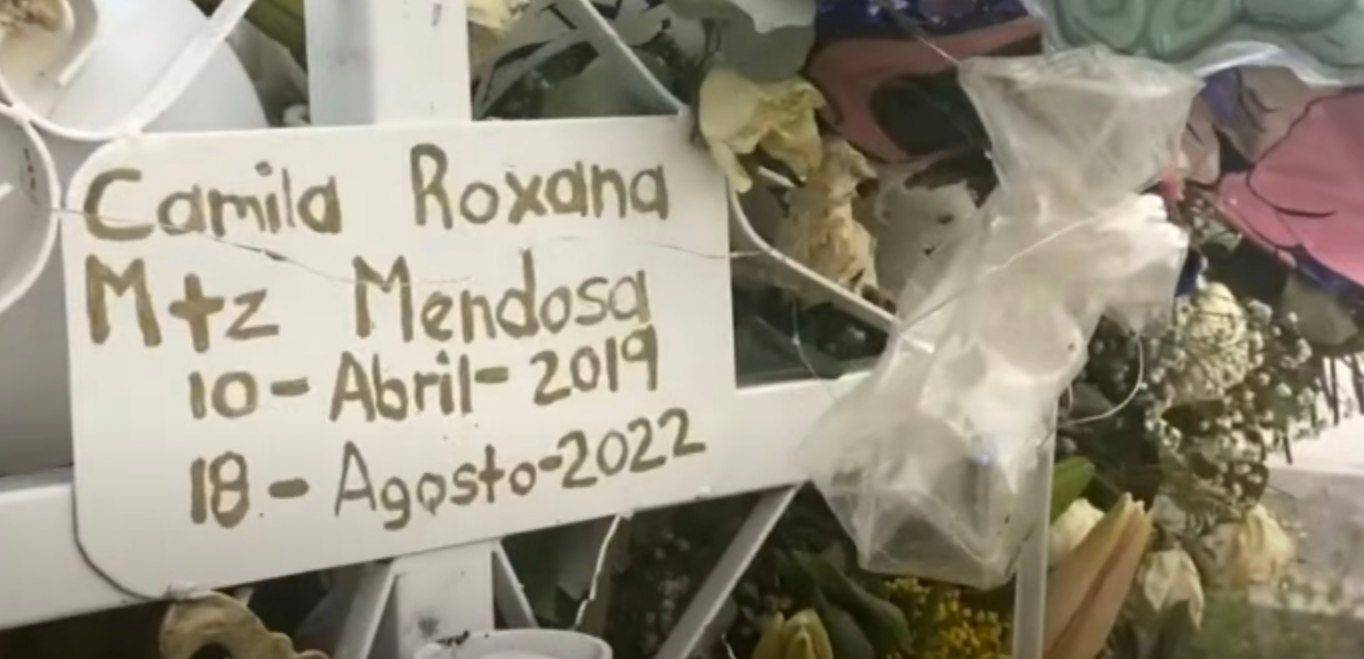 Camila Roxana
Mtz Mendosa
10-Abril-2019
18-Agosto-2022